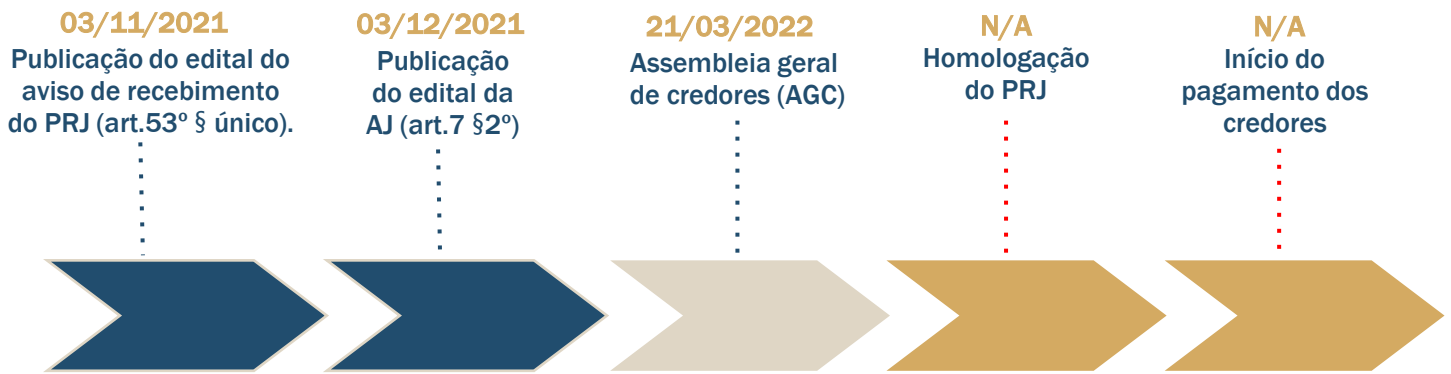 03/11/2021
Publicação do edital do
aviso de recebimento
do PRJ (art.53º § único).
03/12/2021
Publicação
do edital da
AJ (art.7 §2º)
21/03/2022
Assembleia geral
de credores (AGC)
N/A
Homologação
do PRJ
N/A
Início do
pagamento dos
credores